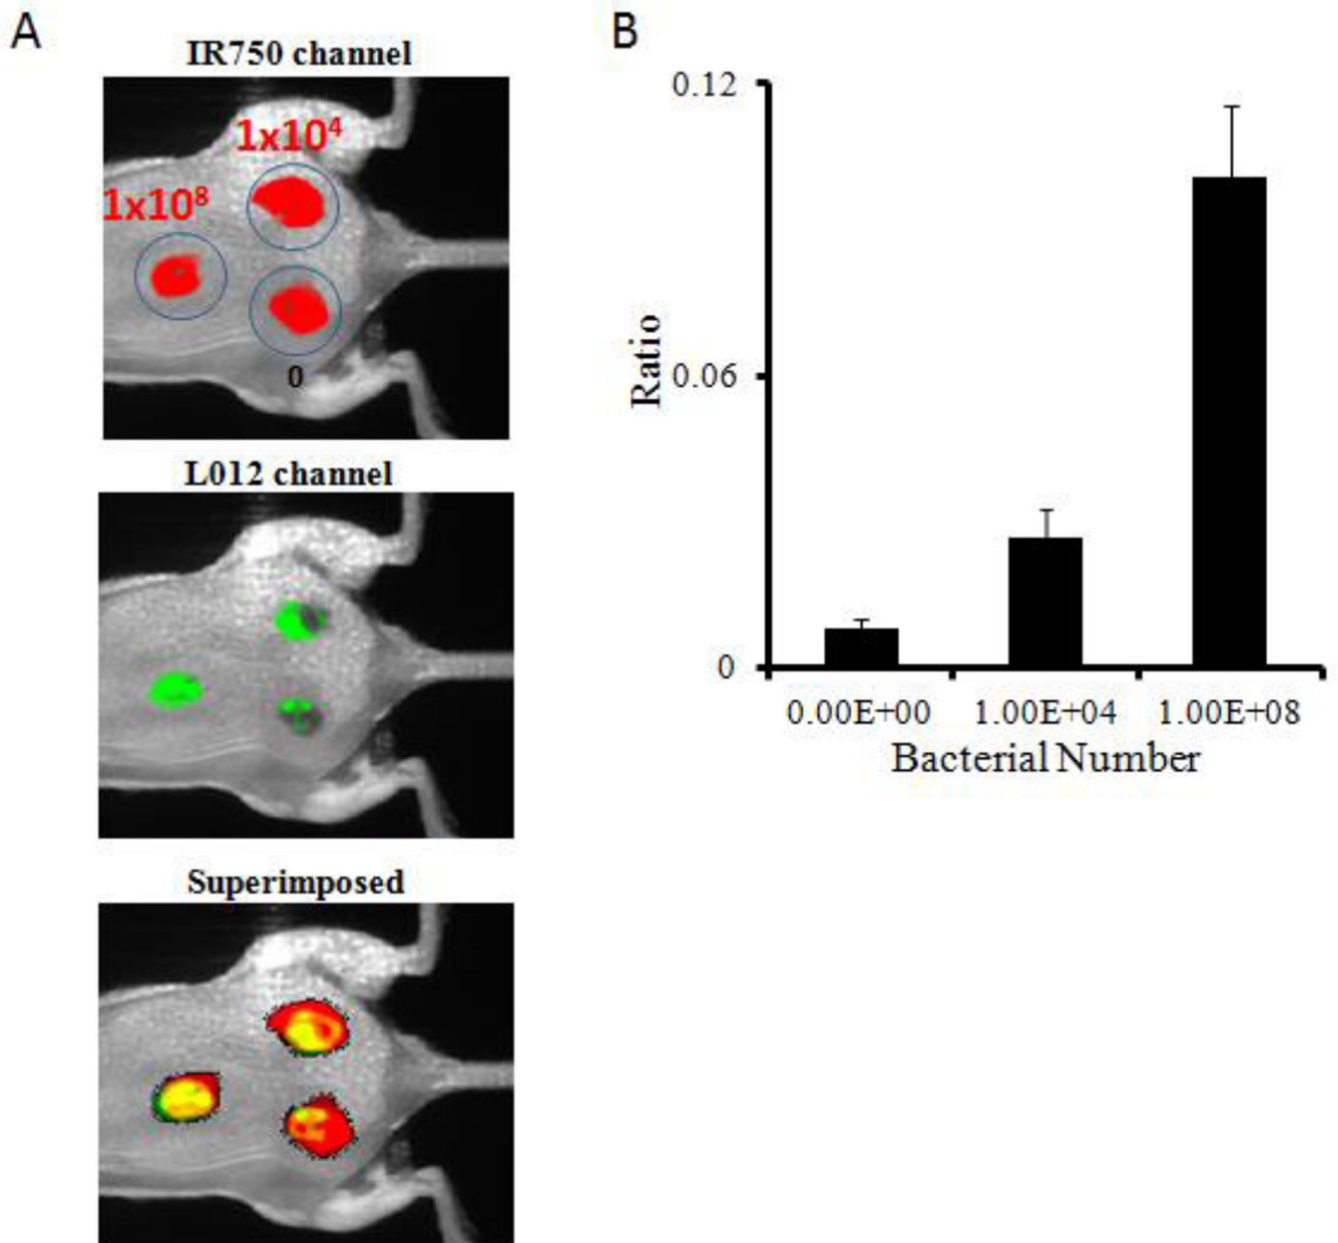 A
IR750 channel
1x10⁴
1x10⁸
0
L012 channel
Superimposed
B
0.12
0.06
0
Ratio
0.00E+00 1.00E+04 1.00E+08
Bacterial Number